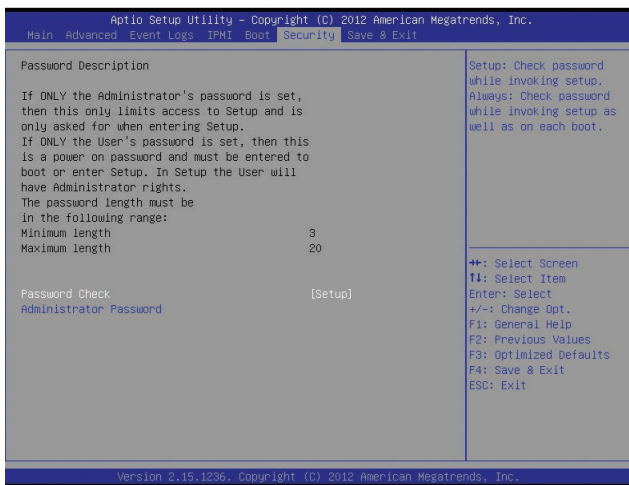 Aptio Setup Utility – Copyright (C) 2012 American Megatrends, Inc.
Main Advanced Event Logs IPMI Boot Security Save & Exit
Password Description
If ONLY the Administrator's password is set,
then this only limits access to Setup and is
only asked for when entering Setup.
If ONLY the User's password is set, then this
is a power on password and must be entered to
boot or enter Setup. In Setup the User will
have Administrator rights.
The password length must be
in the following range:
Minimum length 3
Maximum length 20
Password Check [Setup]
Administrator Password
Setup: Check password
while invoking setup.
Always: Check password
while invoking setup as
well as on each boot.
→←: Select Screen
↑↓: Select Item
Enter: Select
+/-: Change Opt.
F1: General Help
F2: Previous Values
F3: Optimized Defaults
F4: Save & Exit
ESC: Exit
Version 2.15.1236. Copyright (C) 2012 American Megatrends, Inc.